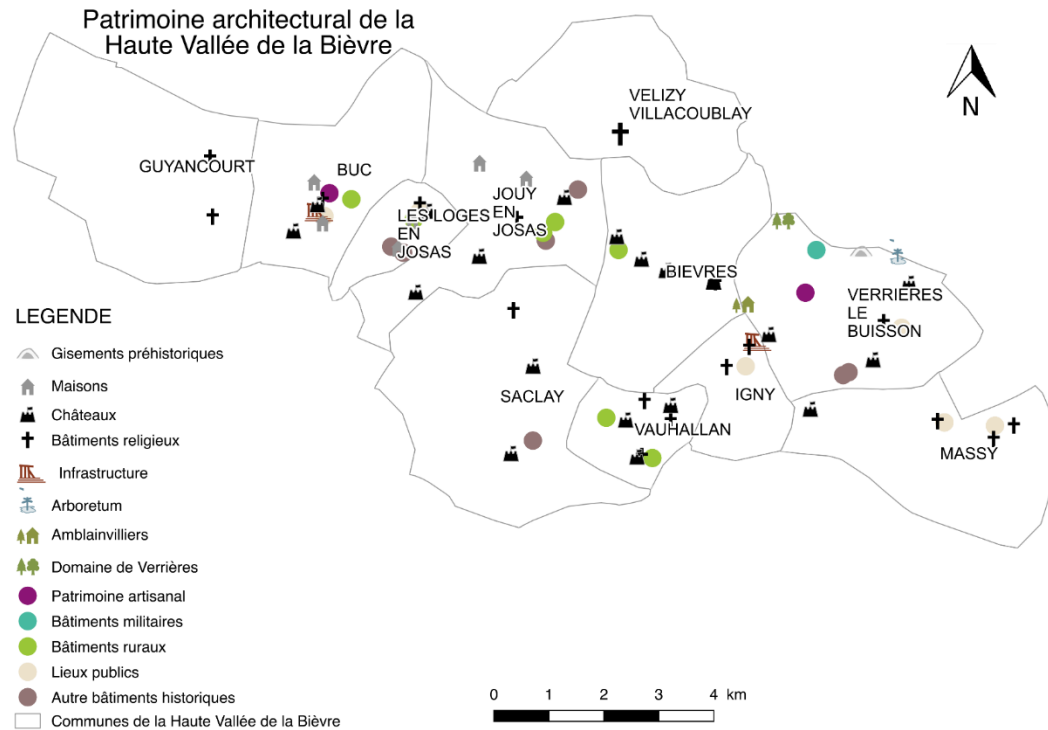 Patrimoine architectural de la
Haute Vallée de la Bièvre
N
VELIZY
VILLACOUBLAY
GUYANCOURT
BUC
LES LOGES
EN
JOSAS
JOUY
EN
JOSAS
BIEVRES
VERRIERES
LE
BUISSON
SACLAY
IGNY
VAUHALLAN
MASSY
LEGENDE
Gisements préhistoriques
Maisons
Châteaux
Bâtiments religieux
Infrastructure
Arboretum
Amblainvilliers
Domaine de Verrières
Patrimoine artisanal
Bâtiments militaires
Bâtiments ruraux
Lieux publics
Autre bâtiments historiques
Communes de la Haute Vallée de la Bièvre
0 1 2 3 4 km